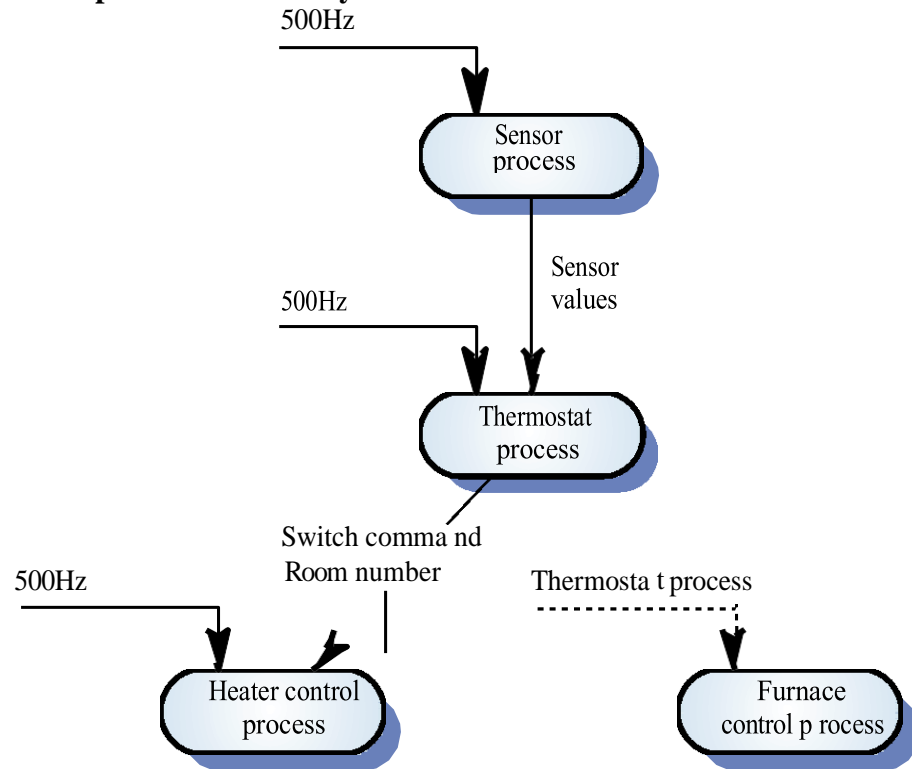 500Hz
Sensor
process
Sensor
values
500Hz
Thermostat
process
Switch comma nd
Room number
500Hz
Thermosta t process
Heater control
process
Furnace
control p rocess